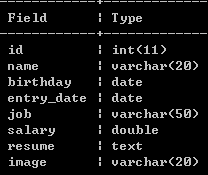 Field | Type
id | int(11)
name | varchar(20)
birthday | date
entry_date | date
job | varchar(50)
salary | double
resume | text
image | varchar(20)